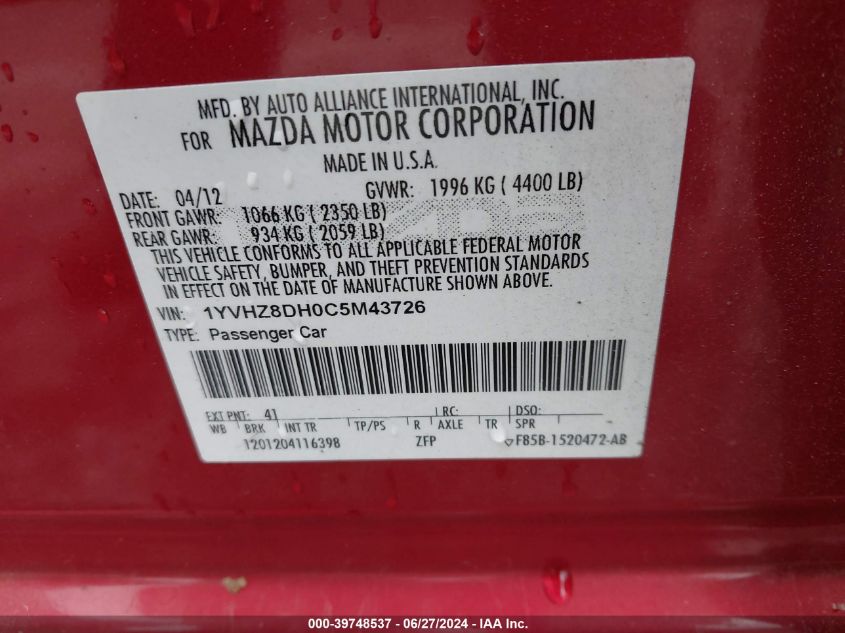 MFD. BY AUTO ALLIANCE INTERNATIONAL, INC.
FOR MAZDA MOTOR CORPORATION
MADE IN U.S.A.
DATE: 04/12 GVWR: 1996 KG ( 4400 LB)
FRONT GAWR: 1066 KG ( 2350 LB)
REAR GAWR: 934 KG ( 2059 LB)
THIS VEHICLE CONFORMS TO ALL APPLICABLE FEDERAL MOTOR
VEHICLE SAFETY, BUMPER, AND THEFT PREVENTION STANDARDS
IN EFFECT ON THE DATE OF MANUFACTURE SHOWN ABOVE.
VIN: 1YVHZ8DH0C5M43726
TYPE: Passenger Car
EXT PNT: 41 RC: DSO:
WB BRK INT TR TP/PS R AXLE TR SPR
1201204116398 ZFP F85B-1520472-AB
000-39748537 - 06/27/2024 - IAA Inc.